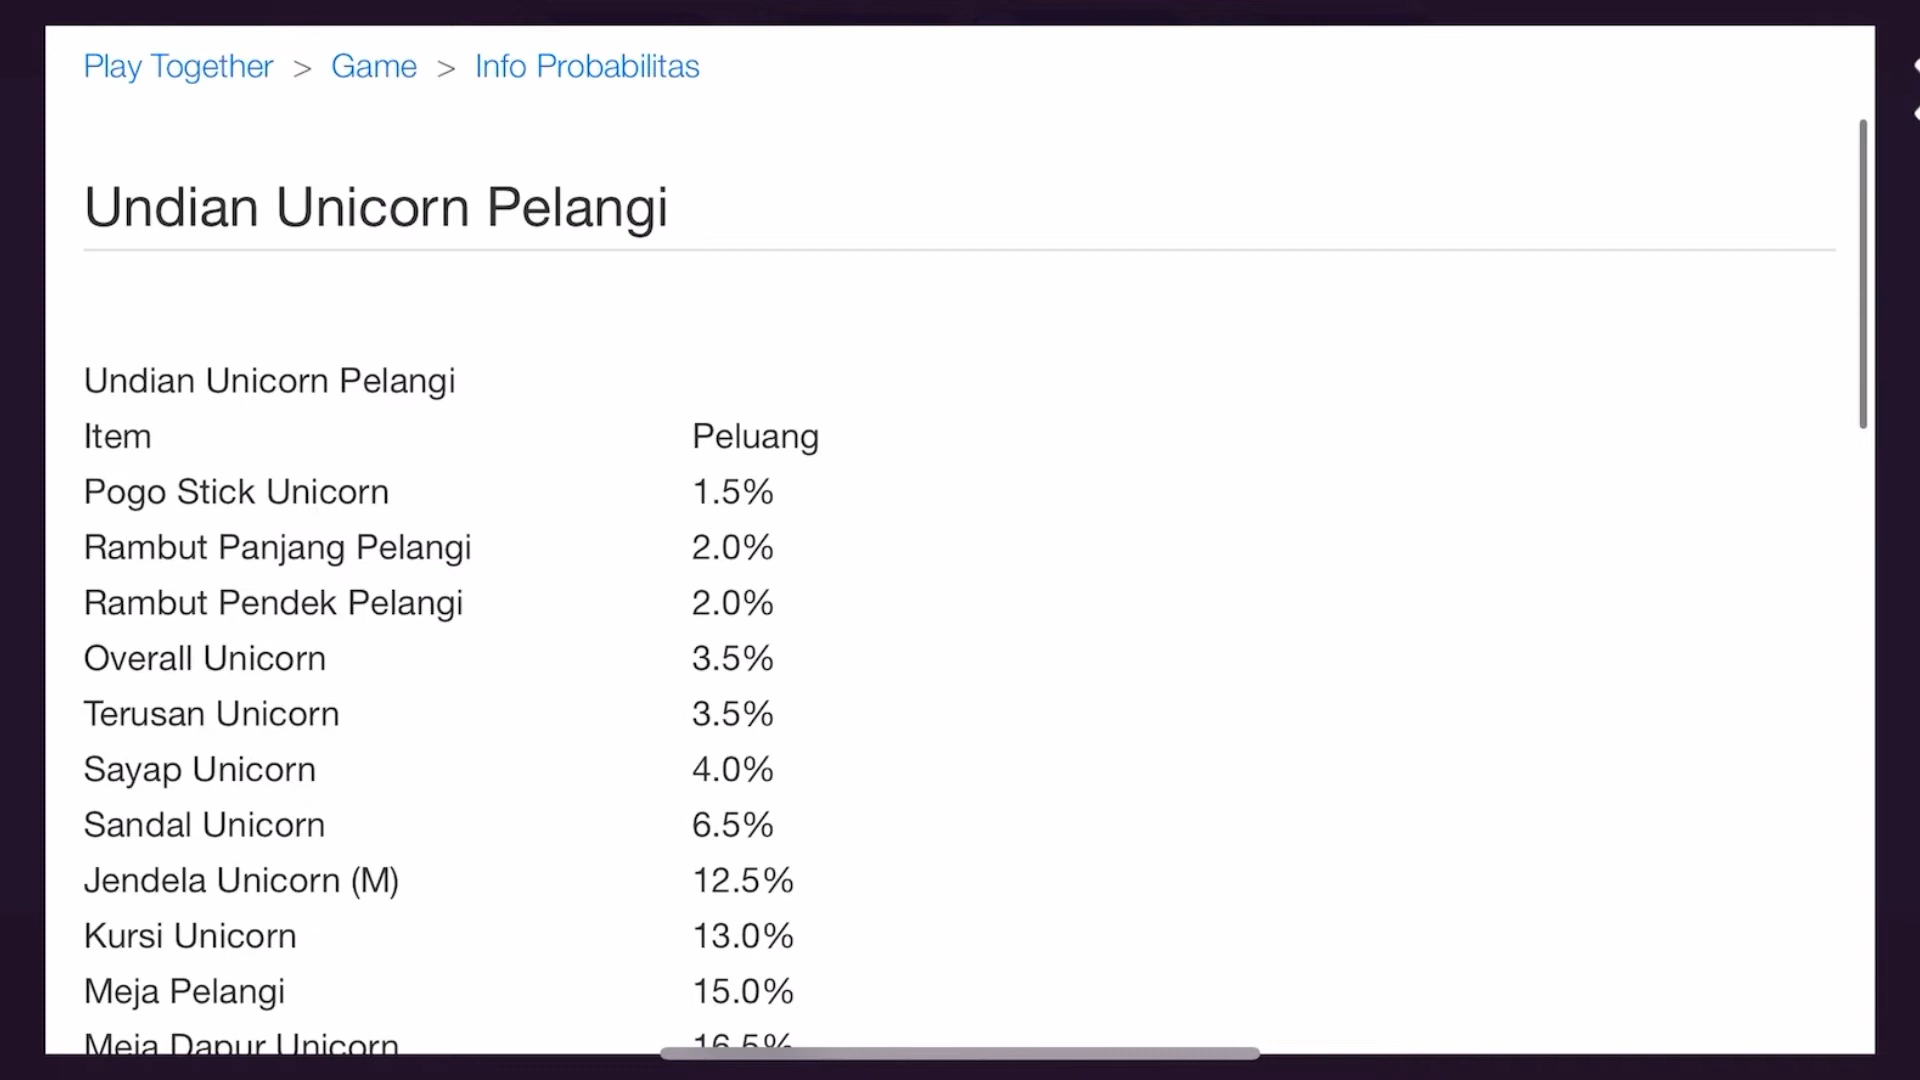 Play Together > Game > Info Probabilitas
Undian Unicorn Pelangi
Undian Unicorn Pelangi
Item Peluang
Pogo Stick Unicorn 1.5%
Rambut Panjang Pelangi 2.0%
Rambut Pendek Pelangi 2.0%
Overall Unicorn 3.5%
Terusan Unicorn 3.5%
Sayap Unicorn 4.0%
Sandal Unicorn 6.5%
Jendela Unicorn (M) 12.5%
Kursi Unicorn 13.0%
Meja Pelangi 15.0%
Meja Dapur Unicorn 16.5%